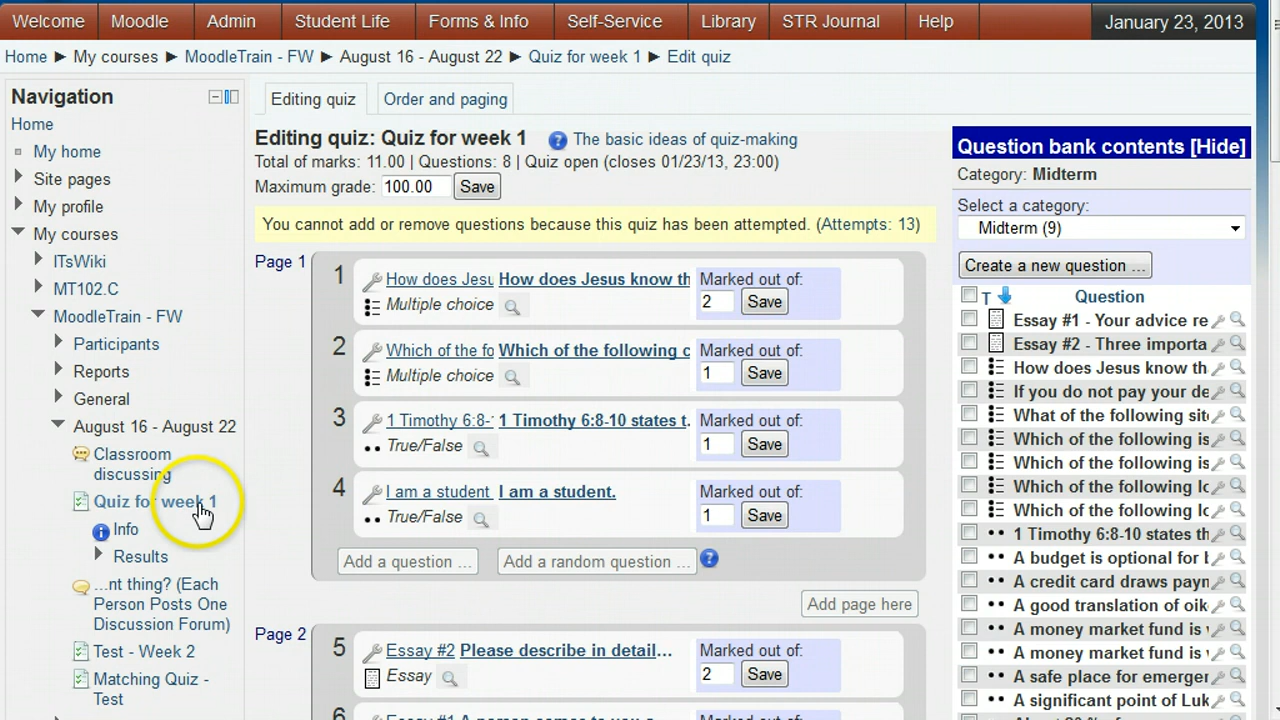 Welcome Moodle Admin Student Life Forms & Info Self-Service Library STR Journal Help January 23, 2013
Home ► My courses ► MoodleTrain - FW ► August 16 - August 22 ► Quiz for week 1 ► Edit quiz
Navigation
Home
My home
Site pages
My profile
My courses
ITsWiki
MT102.C
MoodleTrain - FW
Participants
Reports
General
August 16 - August 22
Classroom
discussing
Quiz for week 1
Info
Results
...nt thing? (Each
Person Posts One
Discussion Forum)
Test - Week 2
Matching Quiz -
Test
Editing quiz Order and paging
Editing quiz: Quiz for week 1 The basic ideas of quiz-making
Total of marks: 11.00 | Questions: 8 | Quiz open (closes 01/23/13, 23:00)
Maximum grade: 100.00 Save
You cannot add or remove questions because this quiz has been attempted. (Attempts: 13)
Page 1
1 How does Jesu How does Jesus know th Marked out of:
Multiple choice 2 Save
2 Which of the fo Which of the following c Marked out of:
Multiple choice 1 Save
3 1 Timothy 6:8- 1 Timothy 6:8-10 states t. Marked out of:
True/False 1 Save
4 I am a student I am a student. Marked out of:
True/False 1 Save
Add a question ... Add a random question ...
Add page here
Page 2
5 Essay #2 Please describe in detail... Marked out of:
Essay 2 Save
6 Essay #1 A person comes to you Marked out of:
Question bank contents [Hide]
Category: Midterm
Select a category:
Midterm (9)
Create a new question ...
T Question
Essay #1 - Your advice re
Essay #2 - Three importa
How does Jesus know th
If you do not pay your de
What of the following sit
Which of the following is
Which of the following is
Which of the following lo
Which of the following lo
1 Timothy 6:8-10 states th
A budget is optional for b
A credit card draws payn
A good translation of oik
A money market fund is
A money market fund is
A safe place for emerger
A significant point of Luk